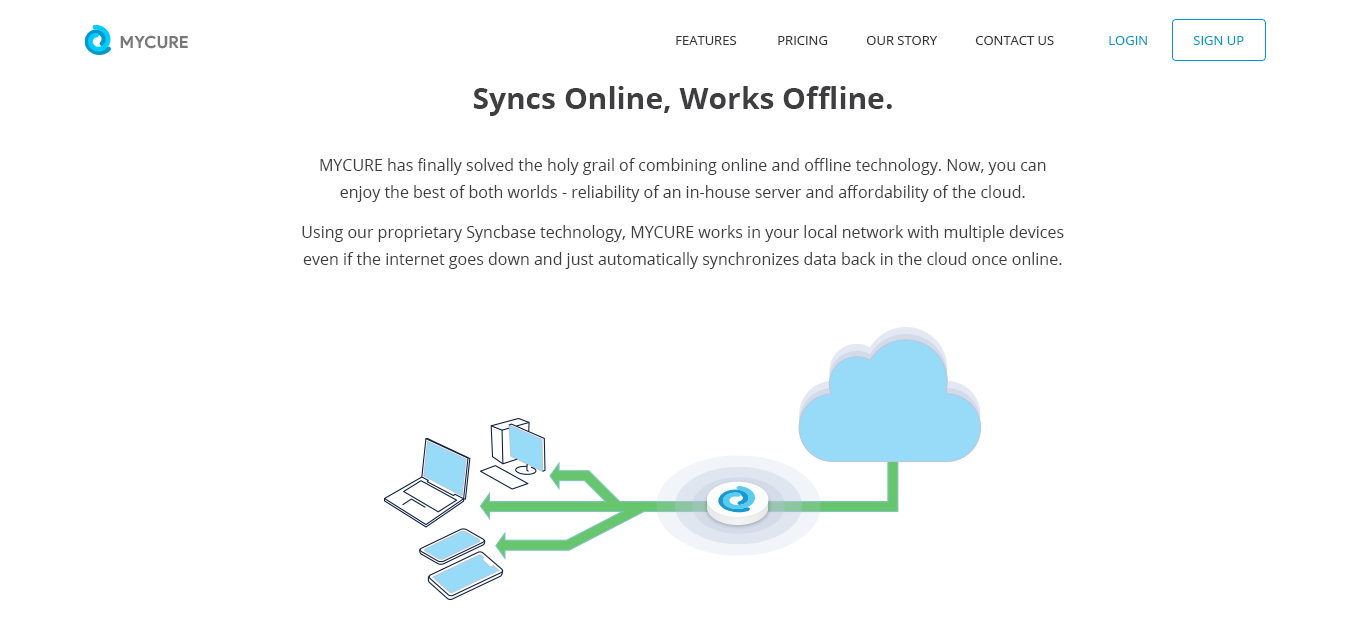 MYCURE
FEATURES
PRICING
OUR STORY
CONTACT US
LOGIN
SIGN UP
Syncs Online, Works Offline.
MYCURE has finally solved the holy grail of combining online and offline technology. Now, you can
enjoy the best of both worlds - reliability of an in-house server and affordability of the cloud.
Using our proprietary Syncbase technology, MYCURE works in your local network with multiple devices
even if the internet goes down and just automatically synchronizes data back in the cloud once online.